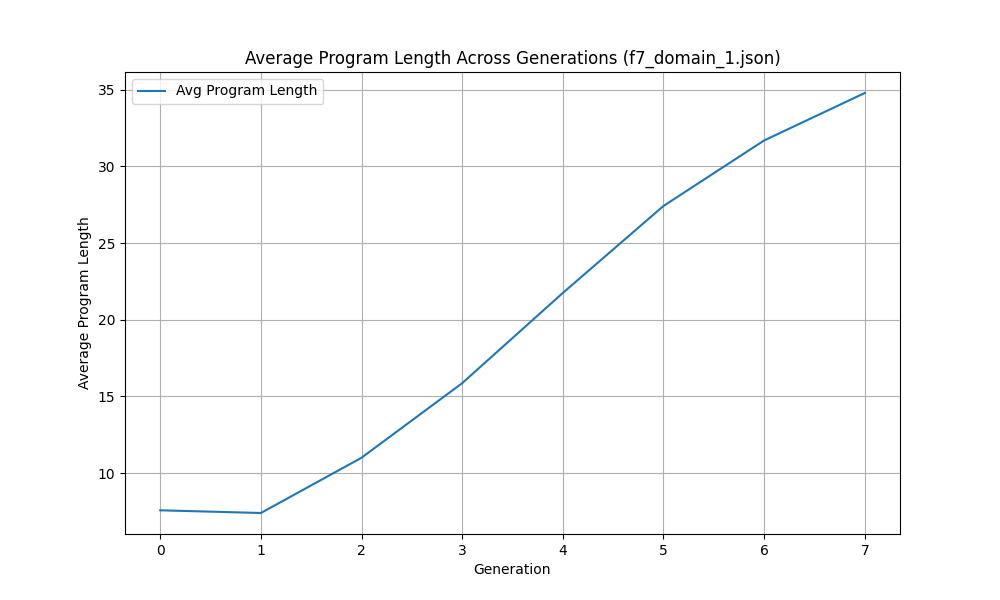 Average Program Length Across Generations (f7_domain_1.json)
Avg Program Length
35
30
25
20
15
10
Average Program Length
0 1 2 3 4 5 6 7
Generation